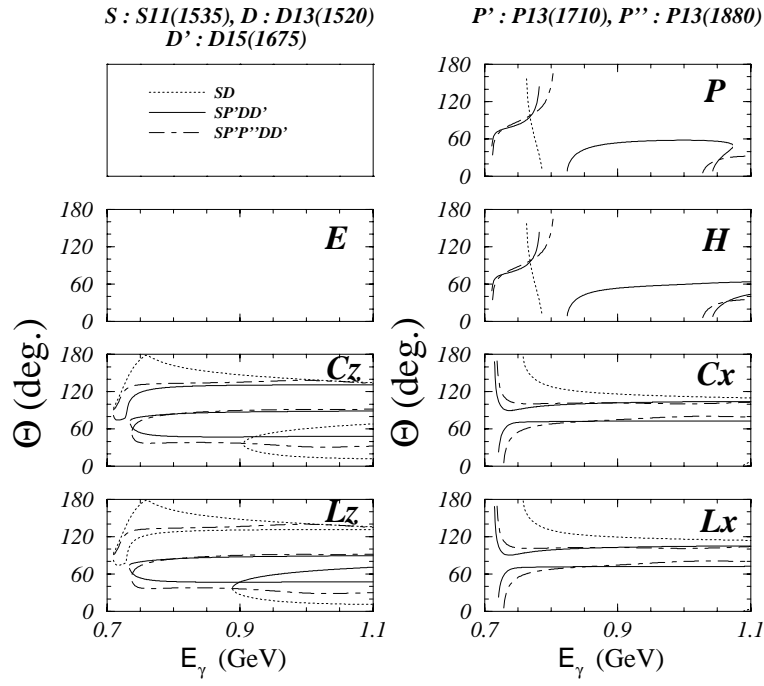 S : S11(1535), D : D13(1520)
D' : D15(1675)
P' : P13(1710), P'' : P13(1880)
SD
SP'DD'
SP'P''DD'
180
120
60
0
P
180
120
60
0
E
180
120
60
0
H
Θ (deg.)
180
120
60
0
Cz
Θ (deg.)
180
120
60
0
Cx
180
120
60
0
Lz
0.7
0.9
1.1
Eγ (GeV)
180
120
60
0
Lx
0.7
0.9
1.1
Eγ (GeV)